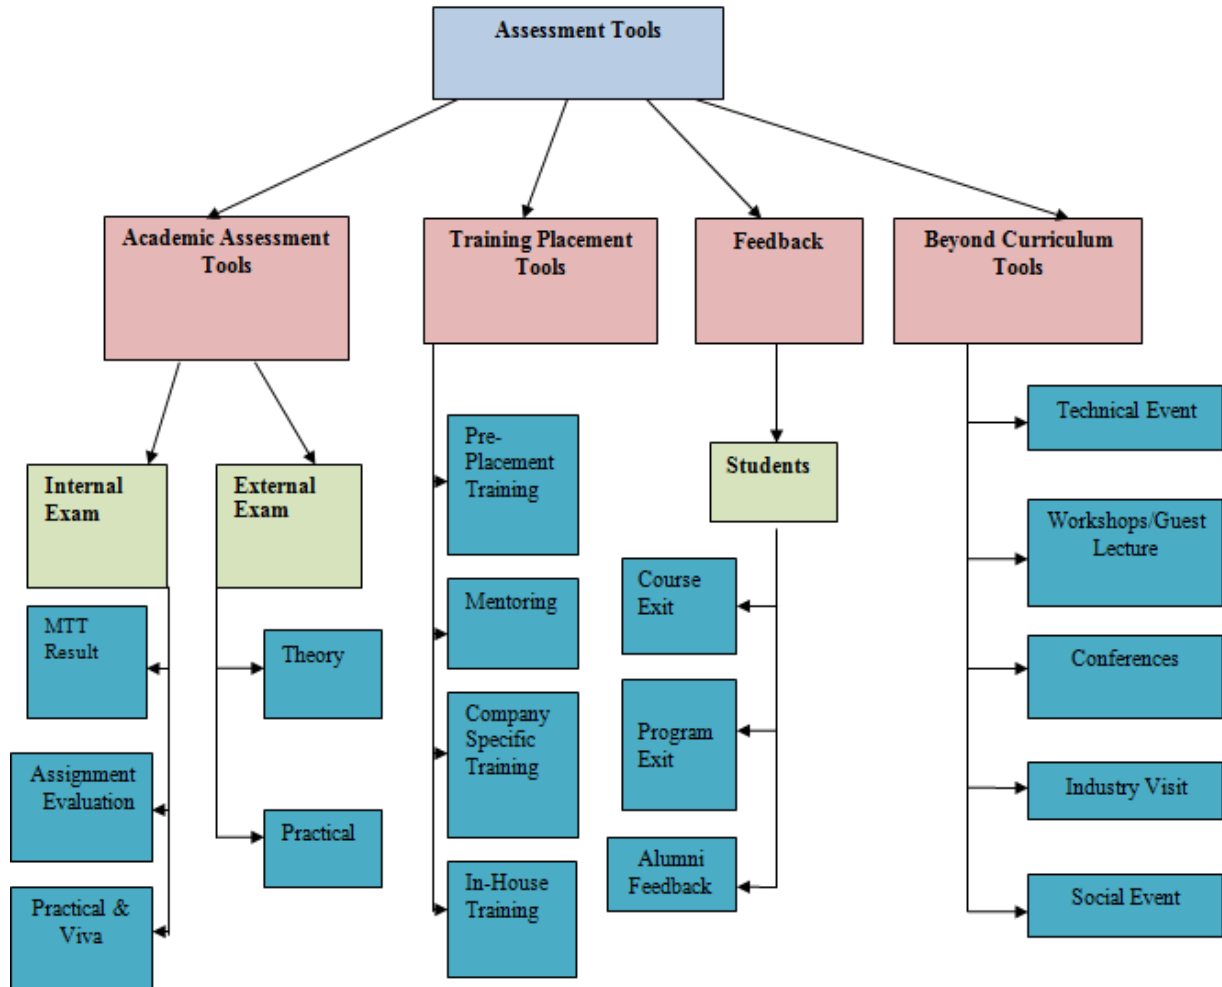 Assessment Tools
Academic Assessment
Tools
Training Placement
Tools
Feedback
Beyond Curriculum
Tools
Internal
Exam
External
Exam
MTT
Result
Assignment
Evaluation
Practical &
Viva
Theory
Practical
Pre-
Placement
Training
Mentoring
Company
Specific
Training
In-House
Training
Students
Course
Exit
Program
Exit
Alumni
Feedback
Technical Event
Workshops/Guest
Lecture
Conferences
Industry Visit
Social Event